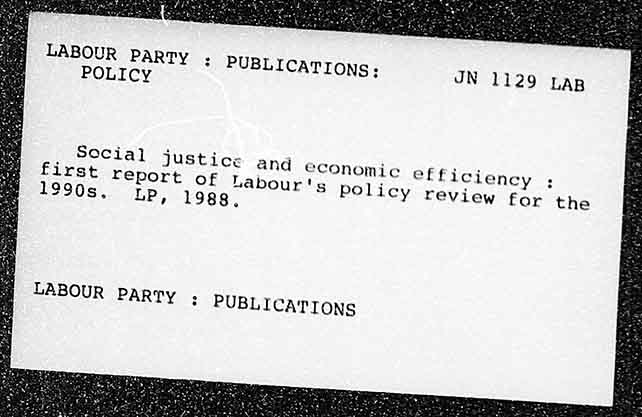 LABOUR PARTY : PUBLICATIONS: JN 1129 LAB
POLICY
Social justice and economic efficiency :
first report of Labour's policy review for the
1990s. LP, 1988.
LABOUR PARTY : PUBLICATIONS